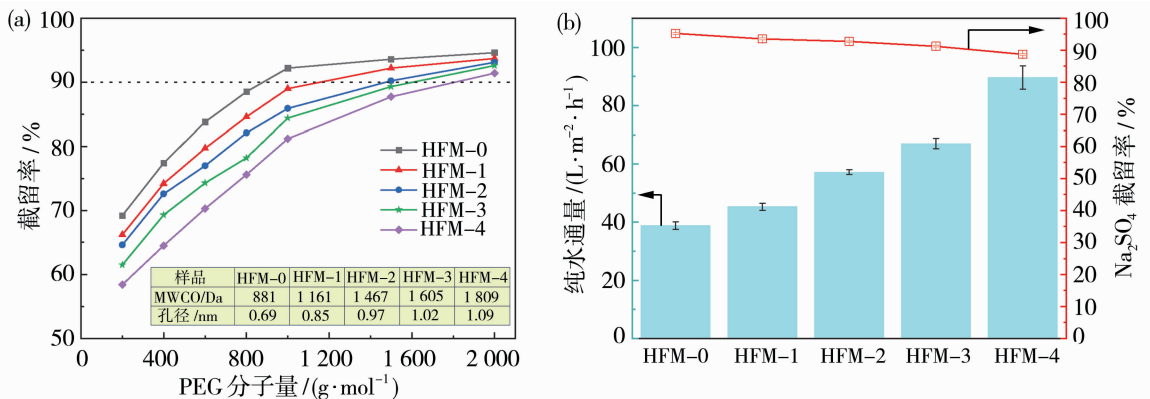 (a)
100
90
80
70
60
50
截留率/%
0
400
800
1 200
1 600
2 000
PEG 分子量/(g·mol⁻¹)
HFM-0
HFM-1
HFM-2
HFM-3
HFM-4
样品 HFM-0 HFM-1 HFM-2 HFM-3 HFM-4
MWCO/Da 881 1 161 1 467 1 605 1 809
孔径/nm 0.69 0.85 0.97 1.02 1.09
(b)
100
80
60
40
20
0
纯水通量/(L·m⁻²·h⁻¹)
100
90
80
70
60
50
40
30
20
10
0
Na₂SO₄ 截留率/%
HFM-0
HFM-1
HFM-2
HFM-3
HFM-4